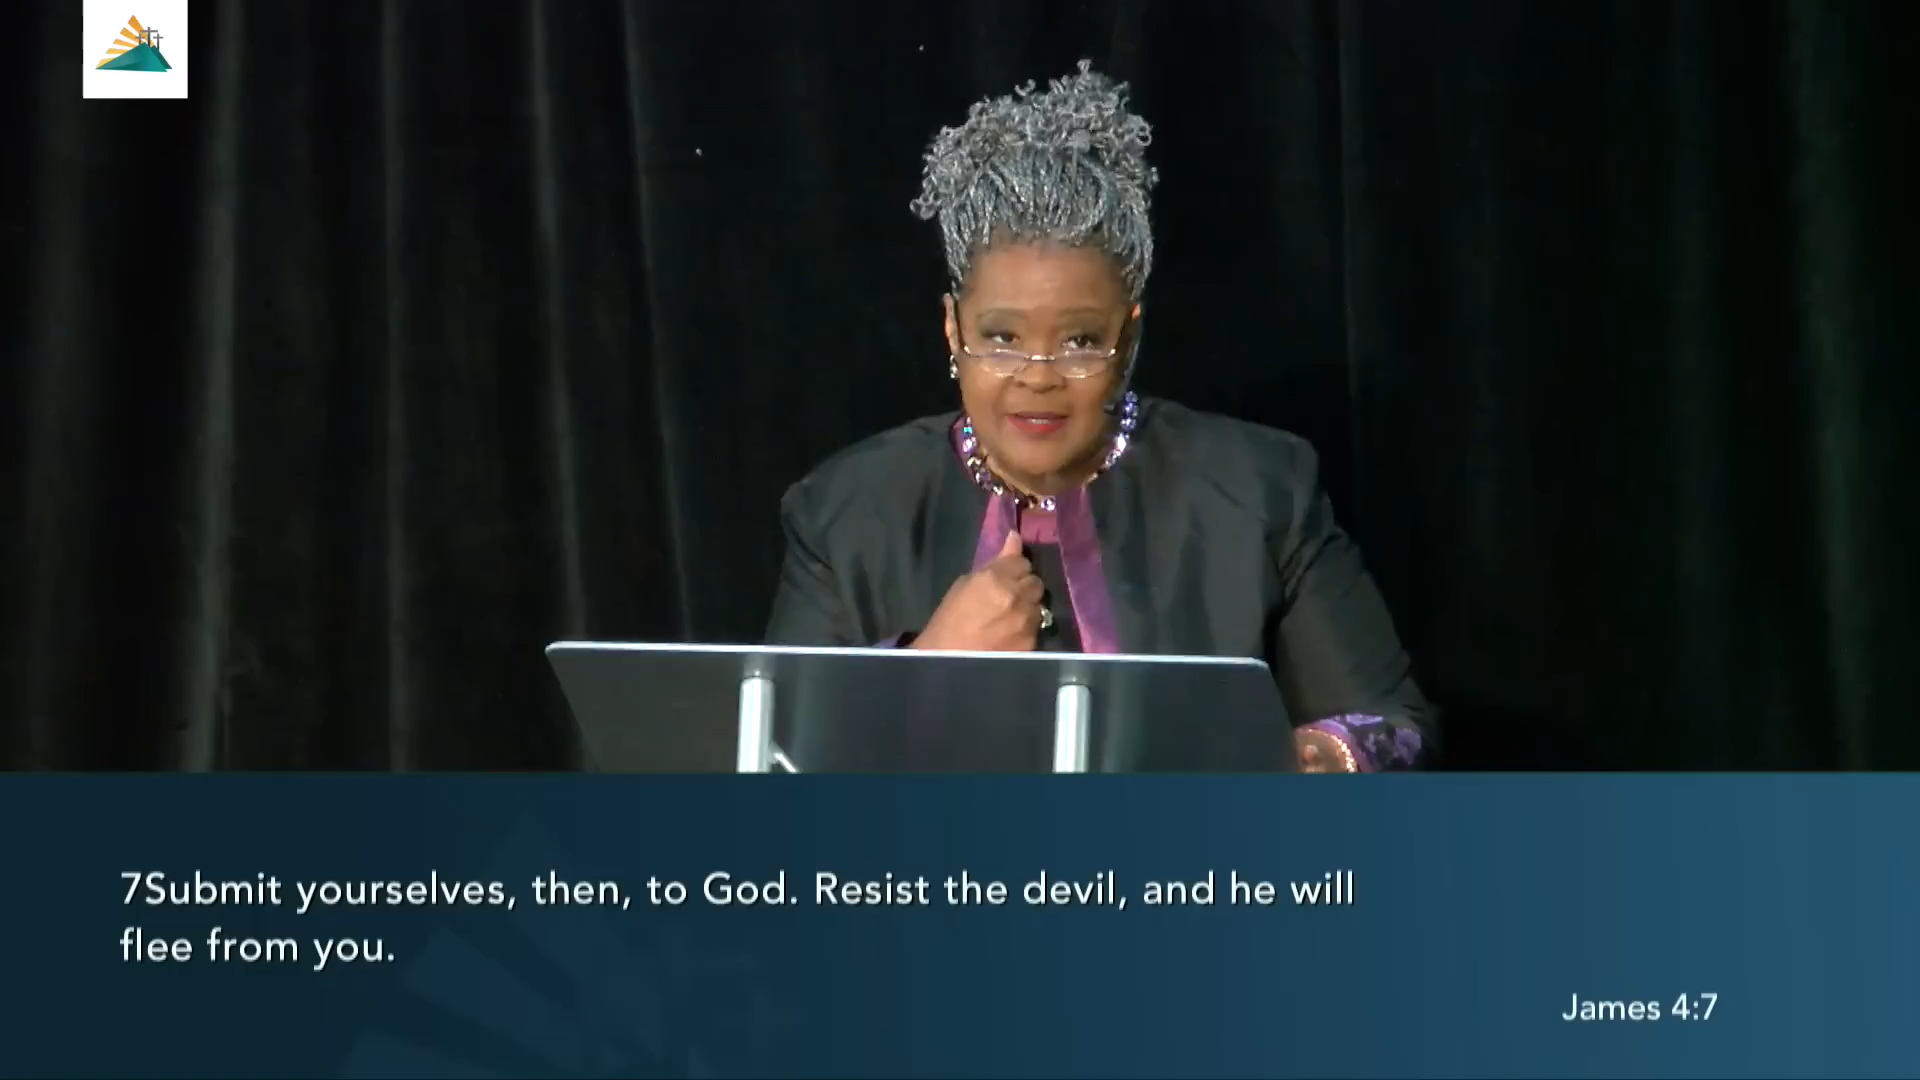 7Submit yourselves, then, to God. Resist the devil, and he will
flee from you.
James 4:7